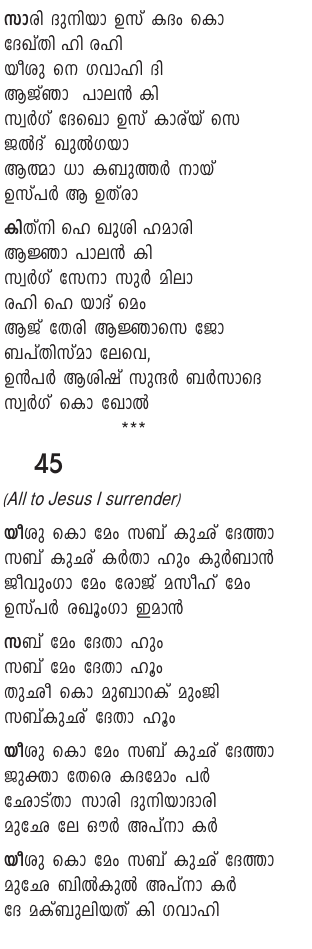 സാരി ദുനിയാ ഉസ് കദം കൊ
ദേഖ്തി ഹി രഹി
യീശു നെ ഗവാഹി ദി
ആജ്ഞാ പാലൻ കി
സ്വർഗ് ദേഖൊ ഉസ് കാര്യ് സെ
ജൽദ് ഖുൽഗയാ
ആത്മാ ധാ കബുത്തർ നായ്
ഉസ്പർ ആ ഉത്‌രാ
കിത്നി ഹെ ഖുശി ഹമാരി
ആജ്ഞാ പാലൻ കി
സ്വർഗ് സേനാ സുർ മിലാ
രഹി ഹെ യാദ് മെം
ആജ് തേരി ആജ്ഞാസെ ജോ
ബപ്തിസ്മാ ലേവെ,
ഉൻപർ ആശിഷ് സുന്ദർ ബർസാദെ
സ്വർഗ് കൊ ഖോൽ
***
45
(All to Jesus I surrender)
യീശു കൊ മേം സബ് കുഛ് ദേത്താ
സബ് കുഛ് കർതാ ഹും കുർബാൻ
ജീവുംഗാ മേം രോജ് മസീഹ് മേം
ഉസ്പർ രഖൂംഗാ ഇമാൻ
സബ് മേം ദേതാ ഹും
സബ് മേം ദേതാ ഹൂം
തുഛീ കൊ മുബാറക് മുംജി
സബ്കുഛ് ദേതാ ഹൂം
യീശു കൊ മേം സബ് കുഛ് ദേത്താ
ജുക്താ തേരെ കദമോം പർ
ഛോട്താ സാരി ദുനിയാദാരി
മുഛേ ലേ ഔർ അപ്നാ കർ
യീശു കൊ മേം സബ് കുഛ് ദേത്താ
മുഛേ ബിൽകുൽ അപ്നാ കർ
ദേ മക്ബുലിയത് കി ഗവാഹി